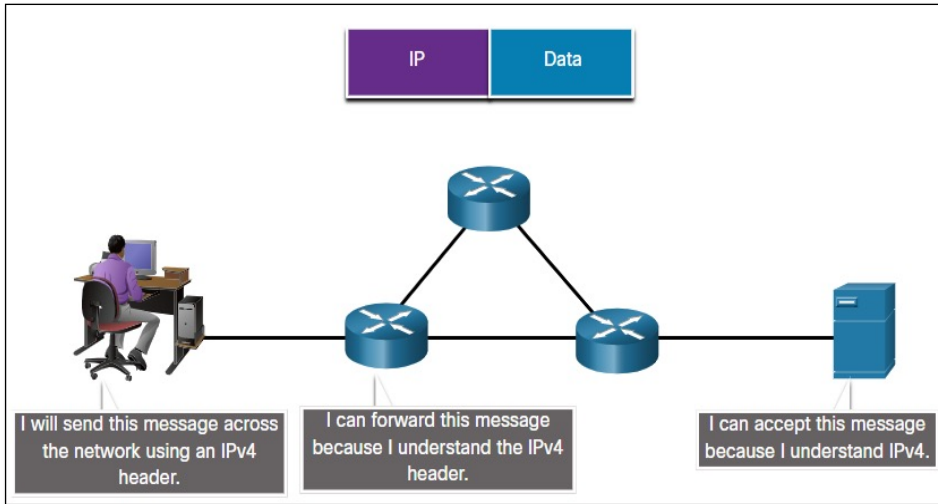 IP
Data
I will send this message across
the network using an IPv4
header.
I can forward this message
because I understand the IPv4
header.
I can accept this message
because I understand IPv4.